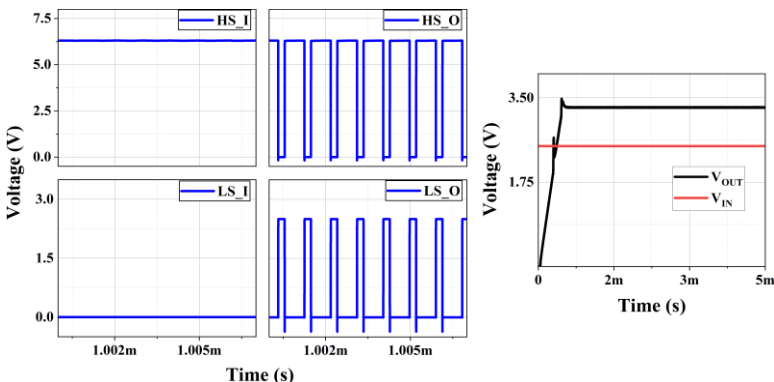 HS_I
HS_O
7.5
5.0
2.5
0.0
Voltage (V)
LS_I
LS_O
3.0
1.5
0.0
1.002m
1.005m
1.002m
1.005m
Time (s)
Voltage (V)
3.50
1.75
V_OUT
V_IN
0
2m
3m
5m
Time (s)